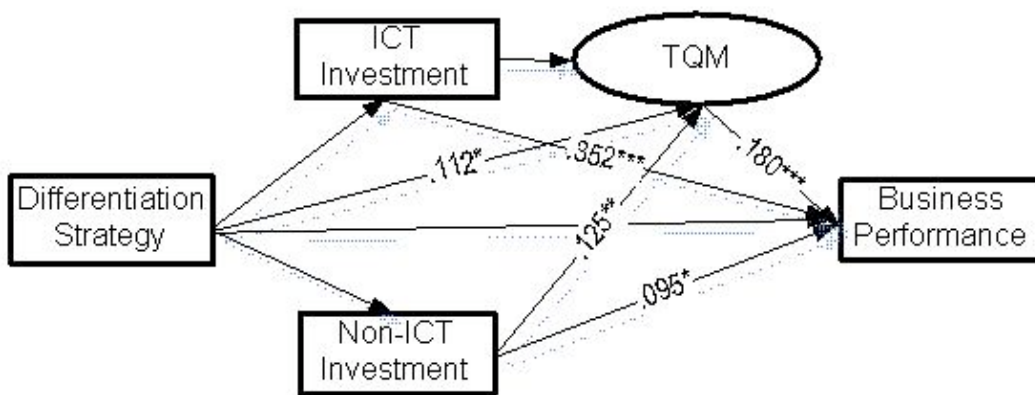 ICT
Investment
TQM
.112*
.352***
.180***
Differentiation
Strategy
Business
Performance
.125**
.095*
Non-ICT
Investment